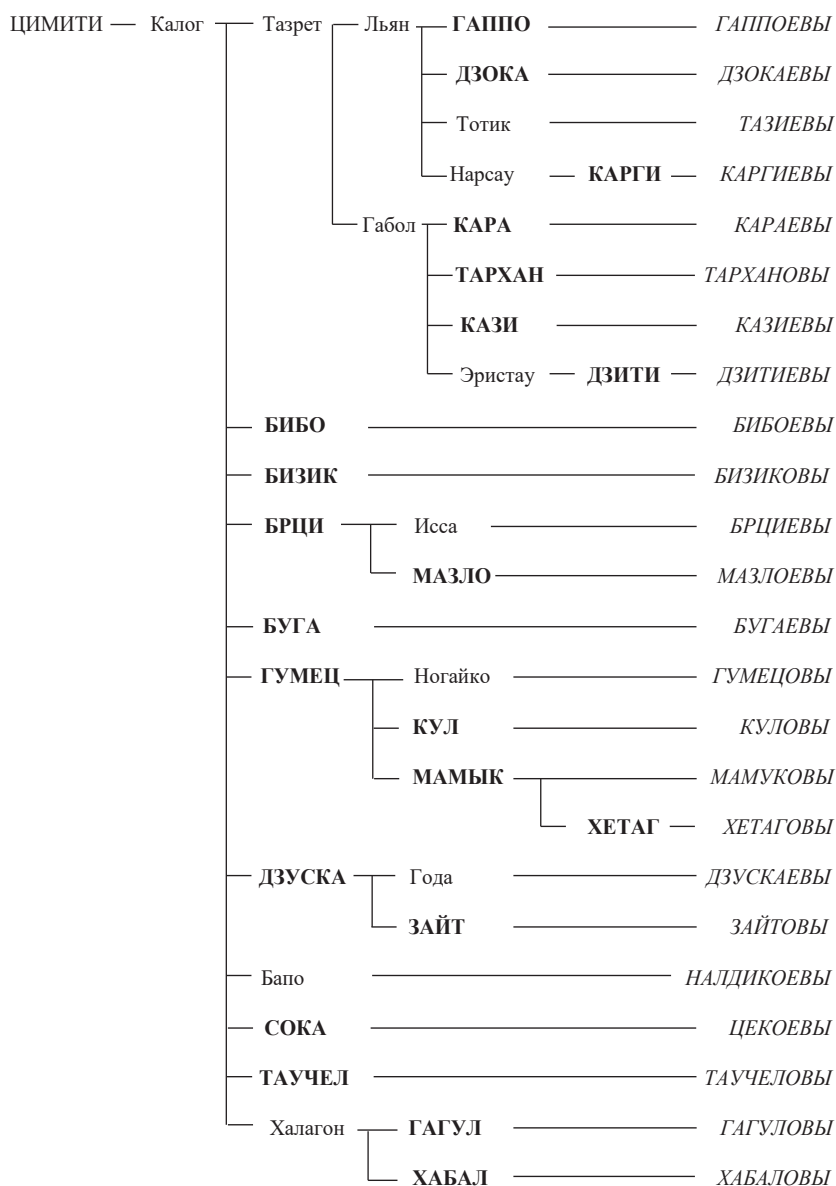 ЦИМИТИ Калог Тазрет Льян ГАППО ГАППОЕВЫ
ДЗОКА ДЗОКАЕВЫ
Тотик ТАЗИЕВЫ
Нарсау КАРГИ КАРГИЕВЫ
Габол КАРА КАРАЕВЫ
ТАРХАН ТАРХАНОВЫ
КАЗИ КАЗИЕВЫ
Эристау ДЗИТИ ДЗИТИЕВЫ
БИБО БИБОЕВЫ
БИЗИК БИЗИКОВЫ
БРЦИ Исса БРЦИЕВЫ
МАЗЛО МАЗЛОЕВЫ
БУГА БУГАЕВЫ
ГУМЕЦ Ногайко ГУМЕЦОВЫ
КУЛ КУЛОВЫ
МАМЫК МАМУКОВЫ
ХЕТАГ ХЕТАГОВЫ
ДЗУСКА Года ДЗУСКАЕВЫ
ЗАЙТ ЗАЙТОВЫ
Бапо НАЛДИКОЕВЫ
СОКА ЦЕКОЕВЫ
ТАУЧЕЛ ТАУЧЕЛОВЫ
Халагон ГАГУЛ ГАГУЛОВЫ
ХАБАЛ ХАБАЛОВЫ